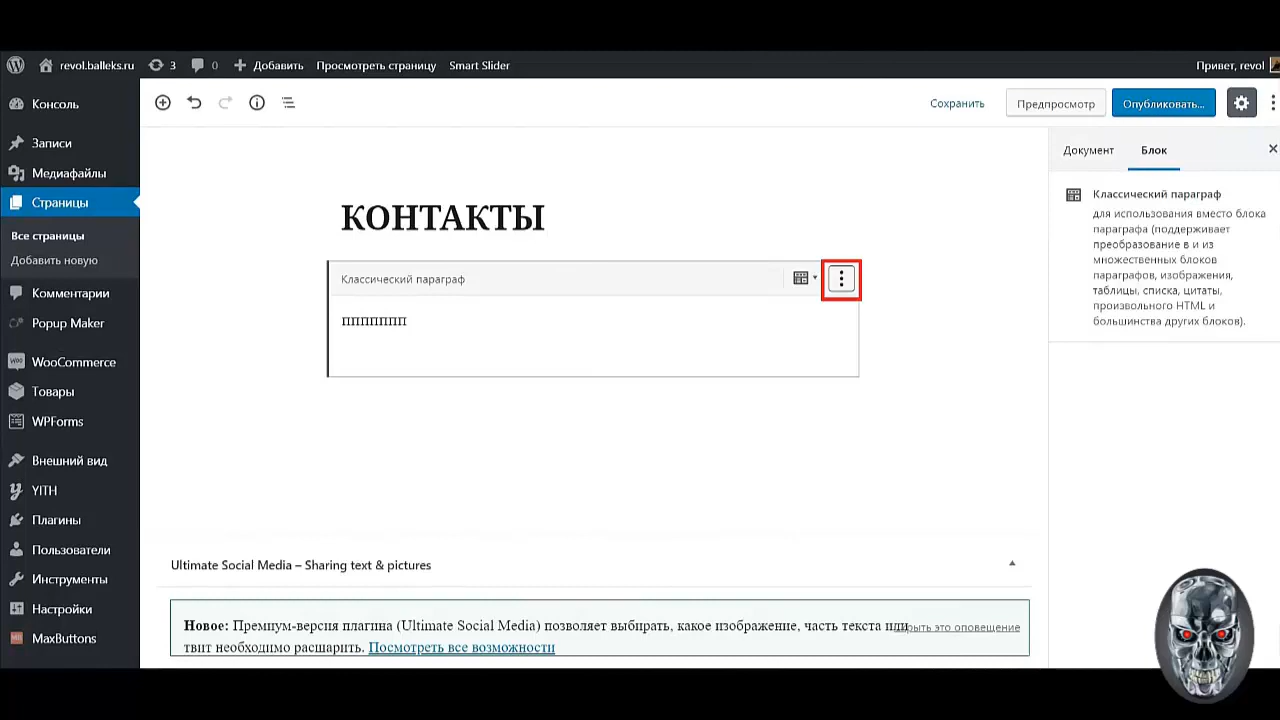 revol.balleks.ru
3
0
Добавить
Просмотреть страницу
Smart Slider
Привет, revol
Консоль
Записи
Медиафайлы
Страницы
Все страницы
Добавить новую
Комментарии
Popup Maker
WooCommerce
Товары
WPForms
Внешний вид
YITH
Плагины
Пользователи
Инструменты
Настройки
MaxButtons
Сохранить
Предпросмотр
Опубликовать...
КОНТАКТЫ
Классический параграф
ппппппп
Ultimate Social Media – Sharing text & pictures
Новое: Премиум-версия плагина (Ultimate Social Media) позволяет выбирать, какое изображение, часть текста или
твит необходимо расшарить. Посмотреть все возможности
это оповещение
Документ
Блок
Классический параграф
для использования вместо блока
параграфа (поддерживает
преобразование в и из
множественных блоков
параграфов, изображения,
таблицы, списка, цитаты,
произвольного HTML и
большинства других блоков).